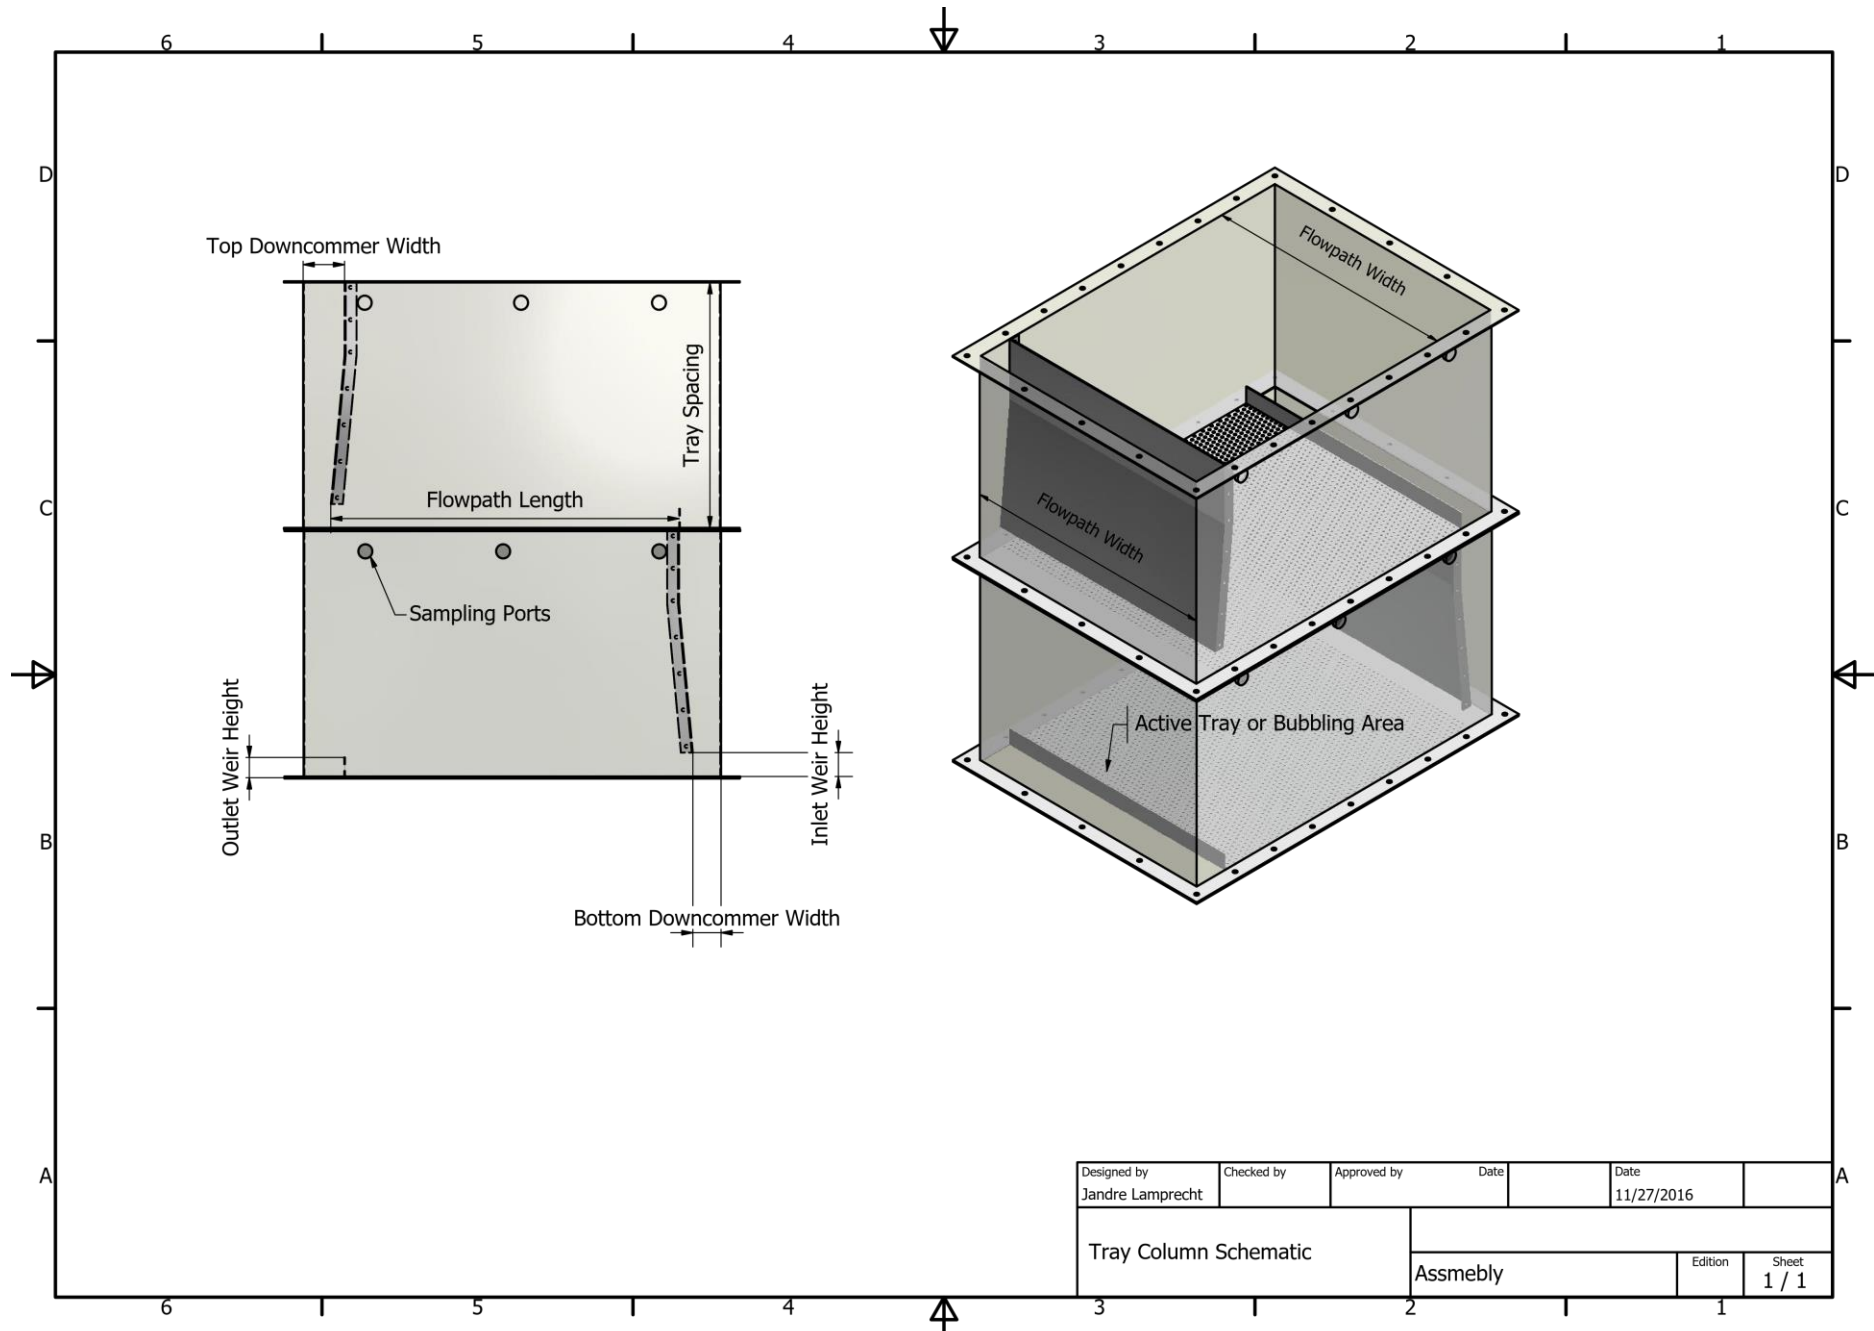 6 5 4 3 2 1
D D
Top Downcommer Width
Flowpath Width
Tray Spacing
Flowpath Length
C C
Flowpath Width
Sampling Ports
Outlet Weir Height
Inlet Weir Height
Active Tray or Bubbling Area
B B
Bottom Downcommer Width
A A
Designed by
Jandre Lamprecht
Checked by
Approved by
Date
Date
11/27/2016
Tray Column Schematic
Assmebly
Edition
Sheet
1 / 1
6 5 4 3 2 1